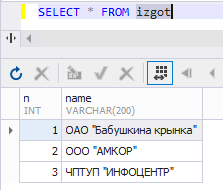 SELECT * FROM izgot
n name
INT VARCHAR(200)
1 ОАО "Бабушкина крынка"
2 ООО "АМКОР"
3 ЧПТУП "ИНФОЦЕНТР"